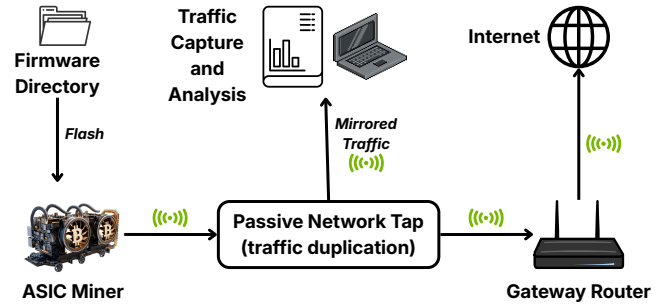 Firmware
Directory
Flash
ASIC Miner
Traffic
Capture
and
Analysis
Mirrored
Traffic
Passive Network Tap
(traffic duplication)
Internet
Gateway Router